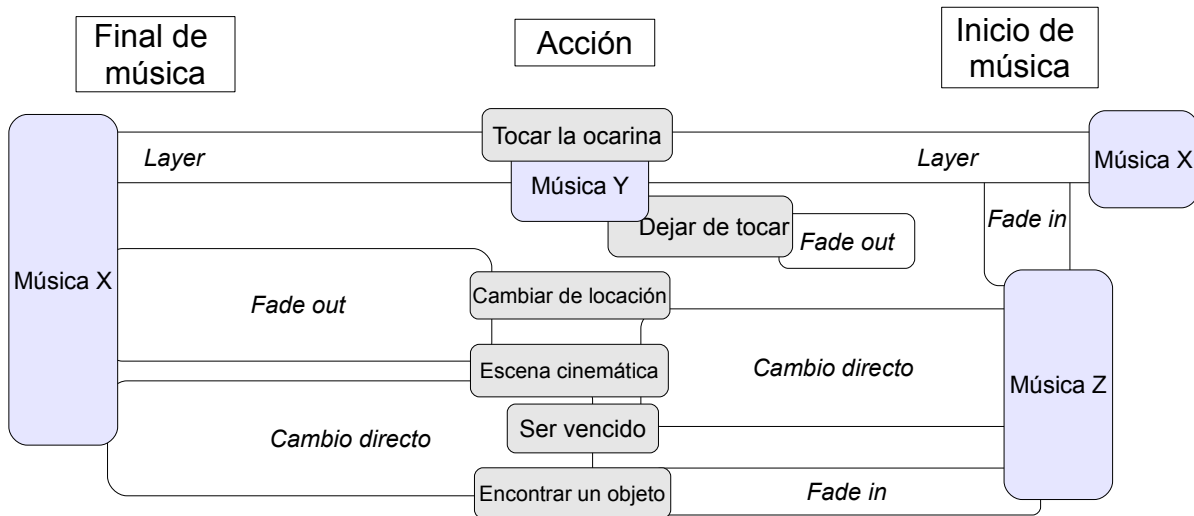 Final de
música
Acción
Inicio de
música
Tocar la ocarina
Layer
Layer
Música X
Música Y
Dejar de tocar
Fade in
Fade out
Música X
Cambiar de locación
Fade out
Escena cinemática
Cambio directo
Música Z
Ser vencido
Cambio directo
Encontrar un objeto
Fade in